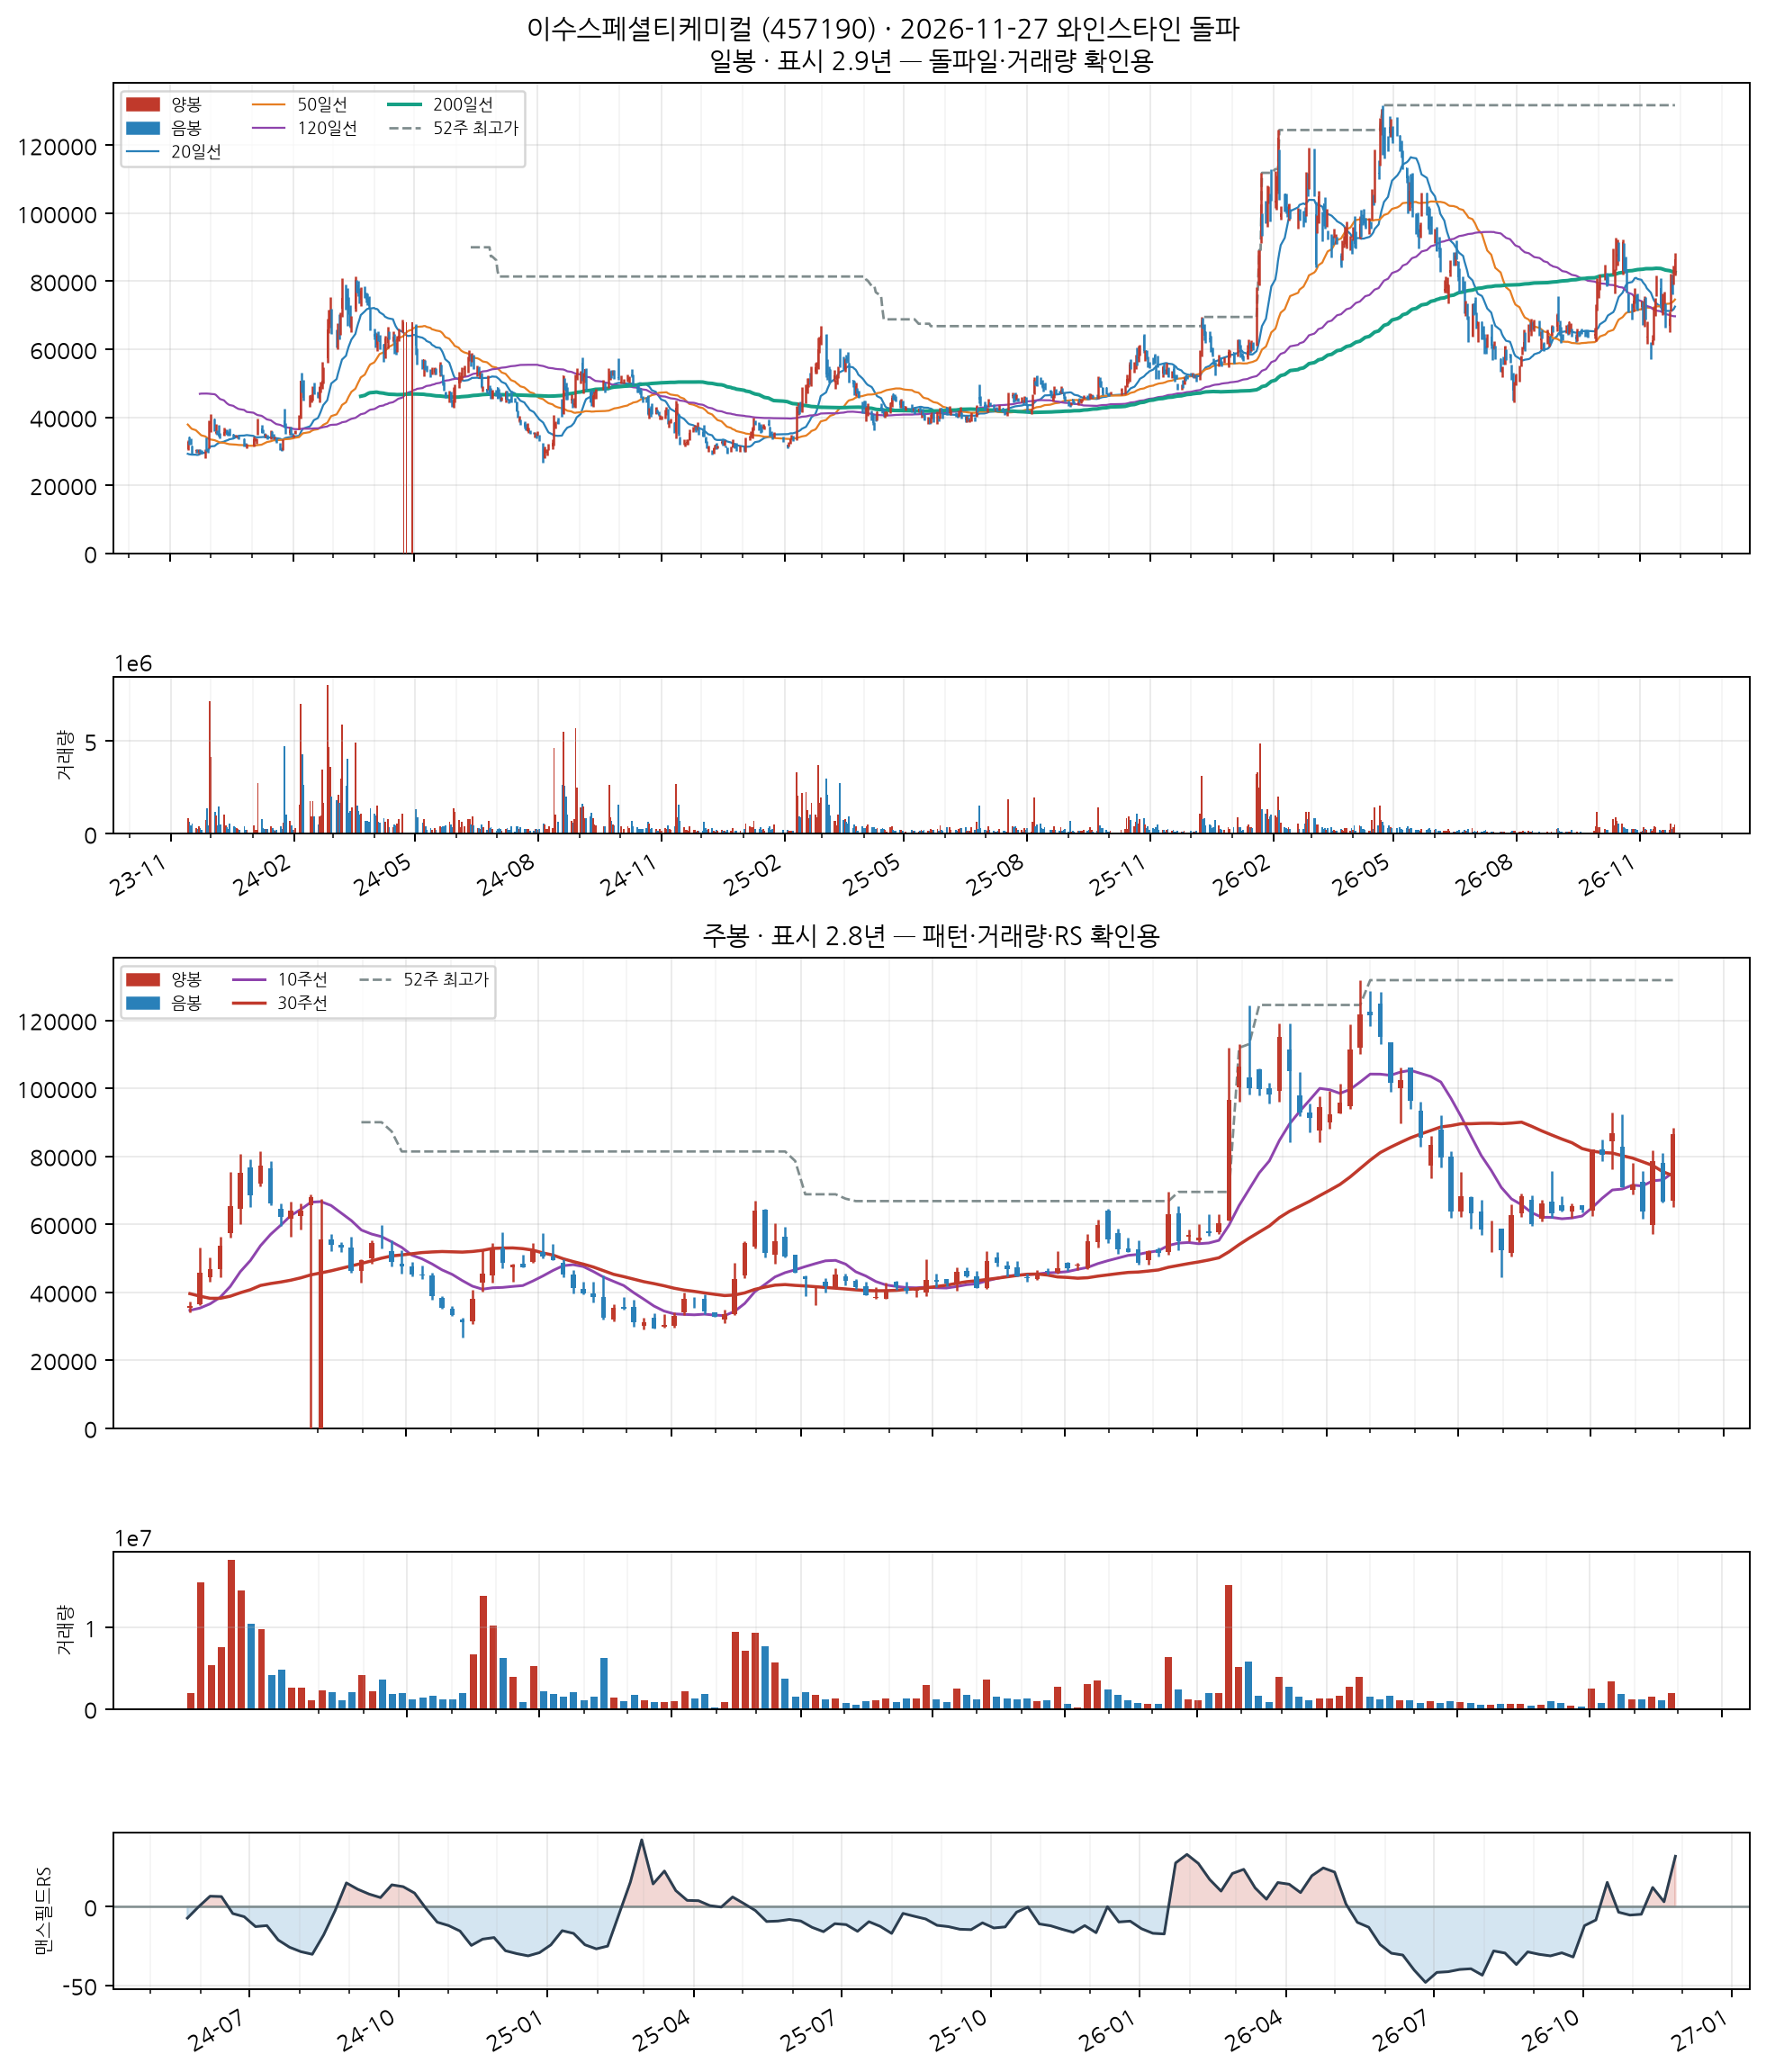 이수스페셜티케미컬 (457190) · 2026-11-27 와인스타인 돌파
일봉 · 표시 2.9년 — 돌파일·거래량 확인용
양봉
음봉
20일선
50일선
120일선
200일선
52주 최고가
120000
100000
80000
60000
40000
20000
0
1e6
거래량
5
0
23-11
24-02
24-05
24-08
24-11
25-02
25-05
25-08
25-11
26-02
26-05
26-08
26-11
주봉 · 표시 2.8년 — 패턴·거래량·RS 확인용
양봉
음봉
10주선
30주선
52주 최고가
120000
100000
80000
60000
40000
20000
0
1e7
거래량
1
0
맨스필드RS
0
-50
24-07
24-10
25-01
25-04
25-07
25-10
26-01
26-04
26-07
26-10
27-01